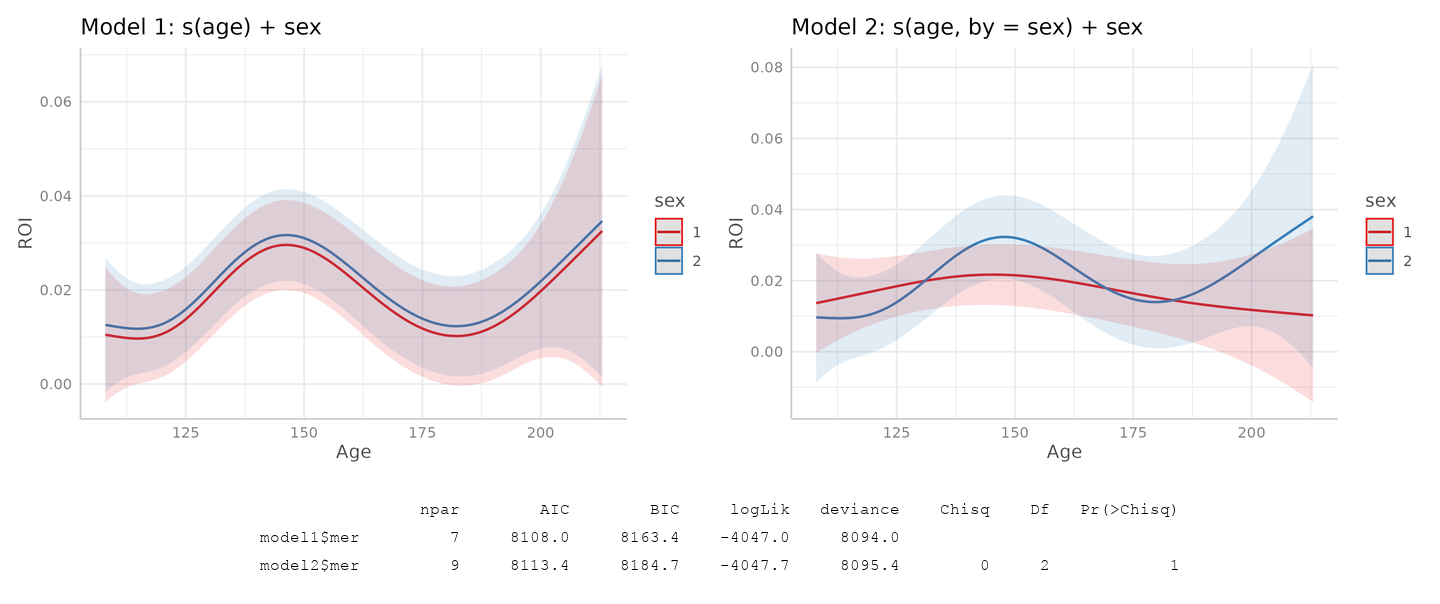 Model 1: s(age) + sex
0.06
0.04
0.02
0.00
ROI
125 150 175 200
Age
sex
1
2
Model 2: s(age, by = sex) + sex
0.08
0.06
0.04
0.02
0.00
ROI
125 150 175 200
Age
sex
1
2
npar AIC BIC logLik deviance Chisq Df Pr(>Chisq)
model1$mer 7 8108.0 8163.4 -4047.0 8094.0
model2$mer 9 8113.4 8184.7 -4047.7 8095.4 0 2 1